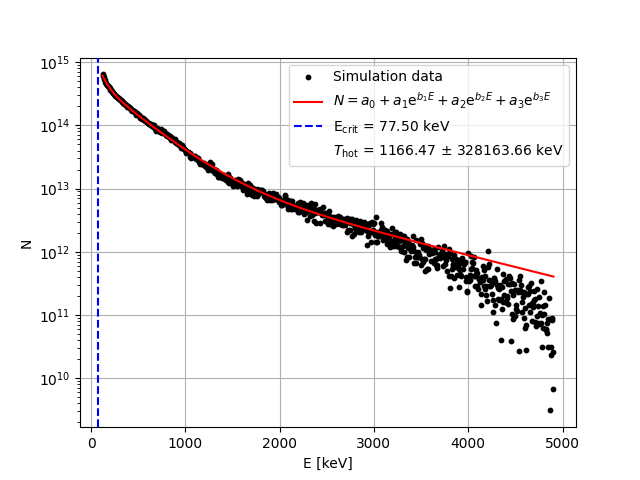 10^15
10^14
10^13
10^12
10^11
10^10
N
Simulation data
N = a_0 + a_1e^{b_1E} + a_2e^{b_2E} + a_3e^{b_3E}
E_crit = 77.50 keV
T_hot = 1166.47 ± 328163.66 keV
0 1000 2000 3000 4000 5000
E [keV]